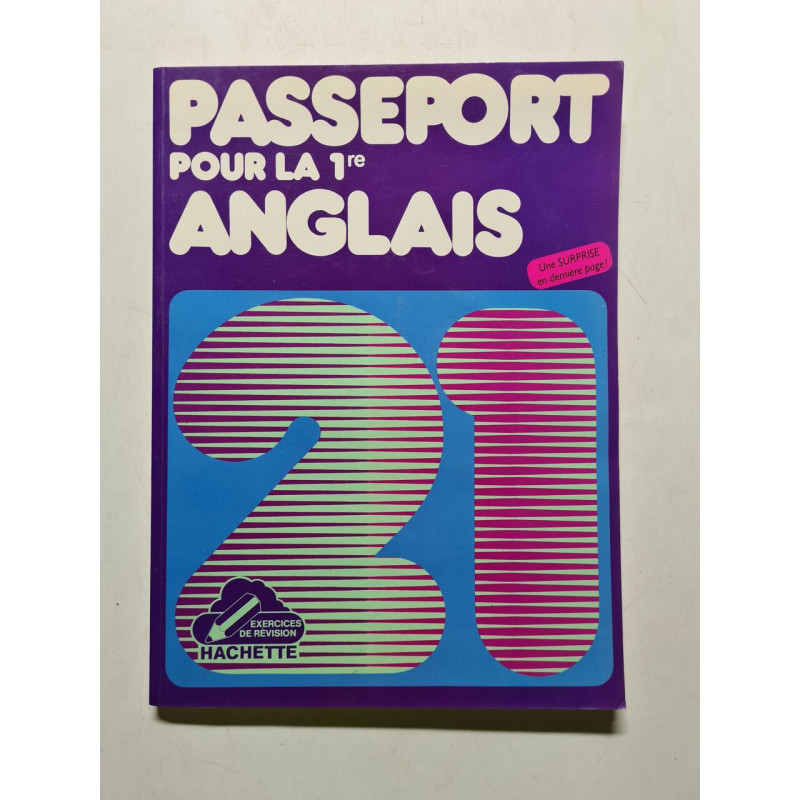 PASSEPORT
POUR LA 1re
ANGLAIS
Une SURPRISE
en dernière page!
21
EXERCICES
DE RÉVISION
HACHETTE